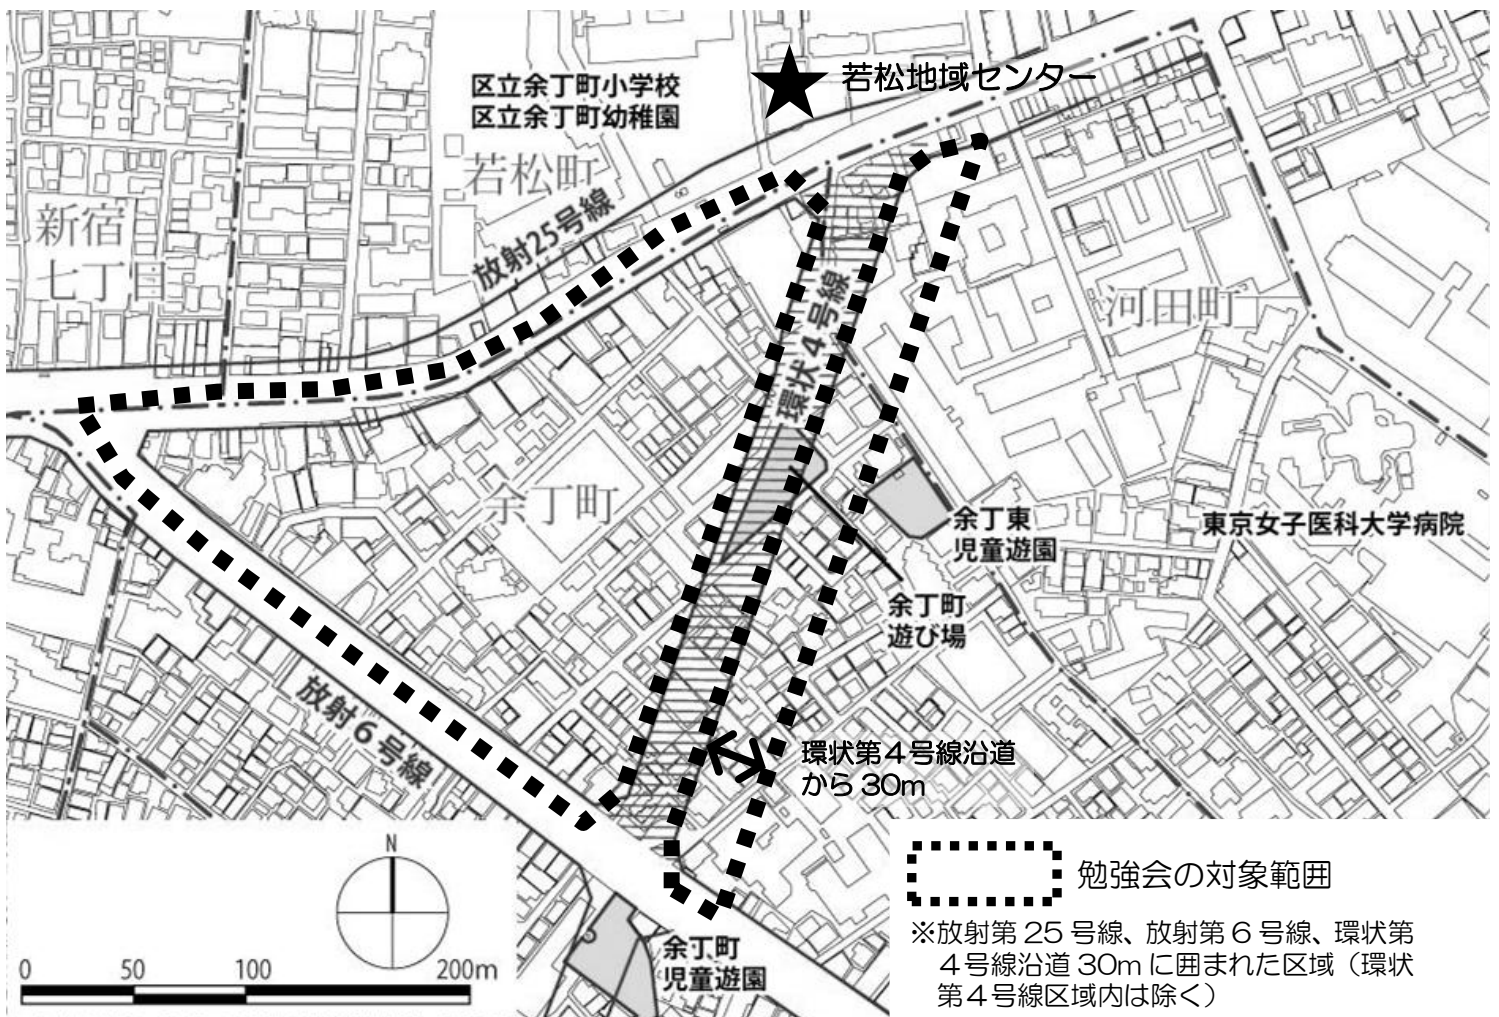 区立余丁町小学校
区立余丁町幼稚園
若松地域センター
若松町
新宿
七丁目
放射25号線
環状4号線
河田町
余丁町
余丁東
児童遊園
東京女子医科大学病院
余丁町
遊び場
放射6号線
環状第4号線沿道
から30m
N
0 50 100 200m
余丁町
児童遊園
勉強会の対象範囲
※放射第25号線、放射第6号線、環状第
4号線沿道30mに囲まれた区域（環状
第4号線区域内は除く）